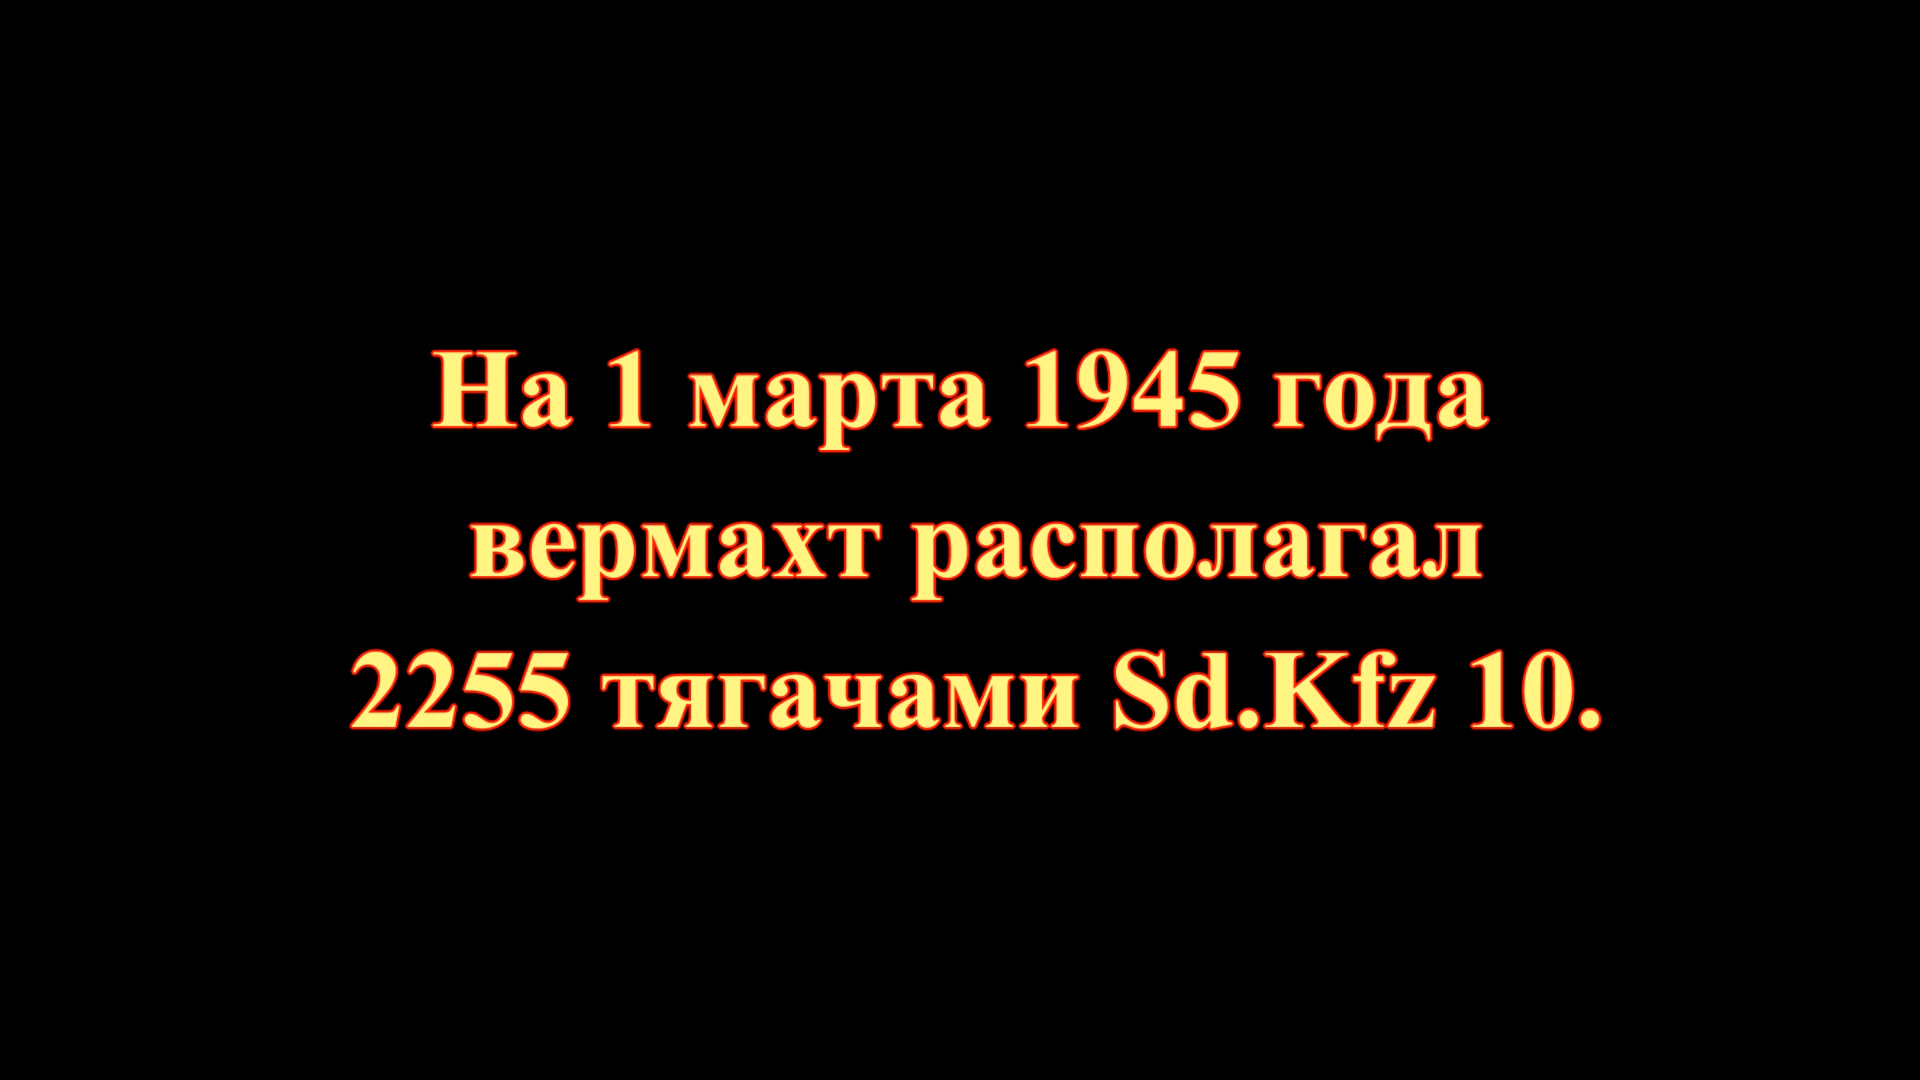 На 1 марта 1945 года
вермахт располагал
2255 тягачами Sd.Kfz 10.